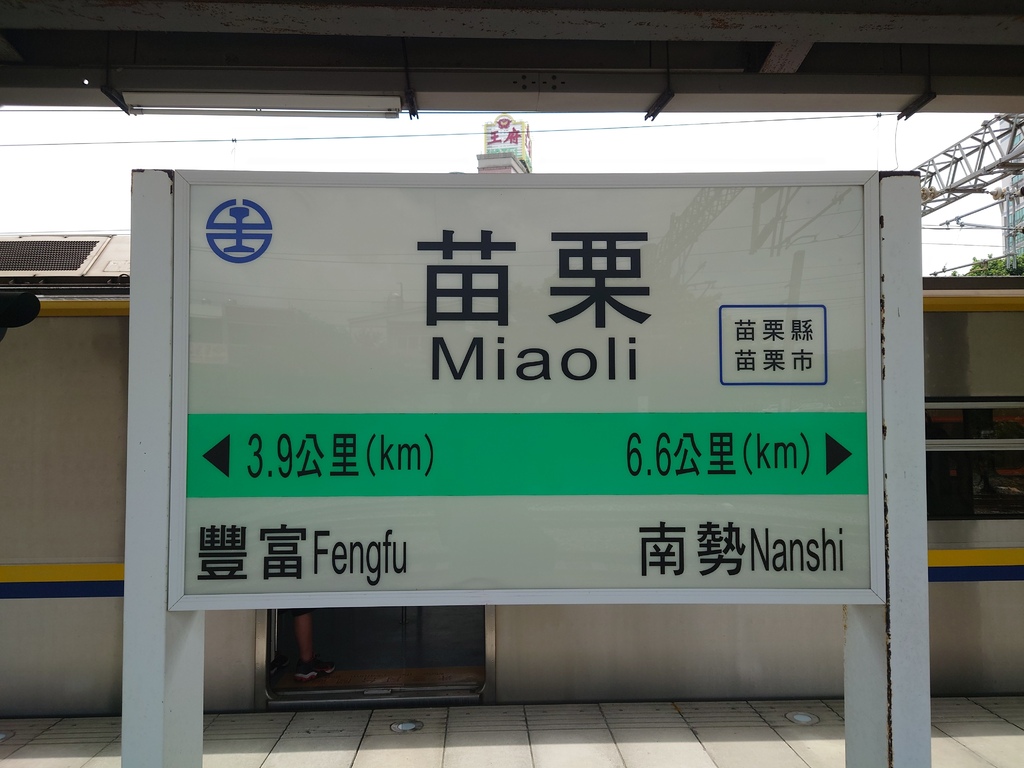 王府
苗栗
Miaoli
苗栗縣
苗栗市
3.9公里(km)
6.6公里(km)
豐富Fengfu
南勢Nanshi